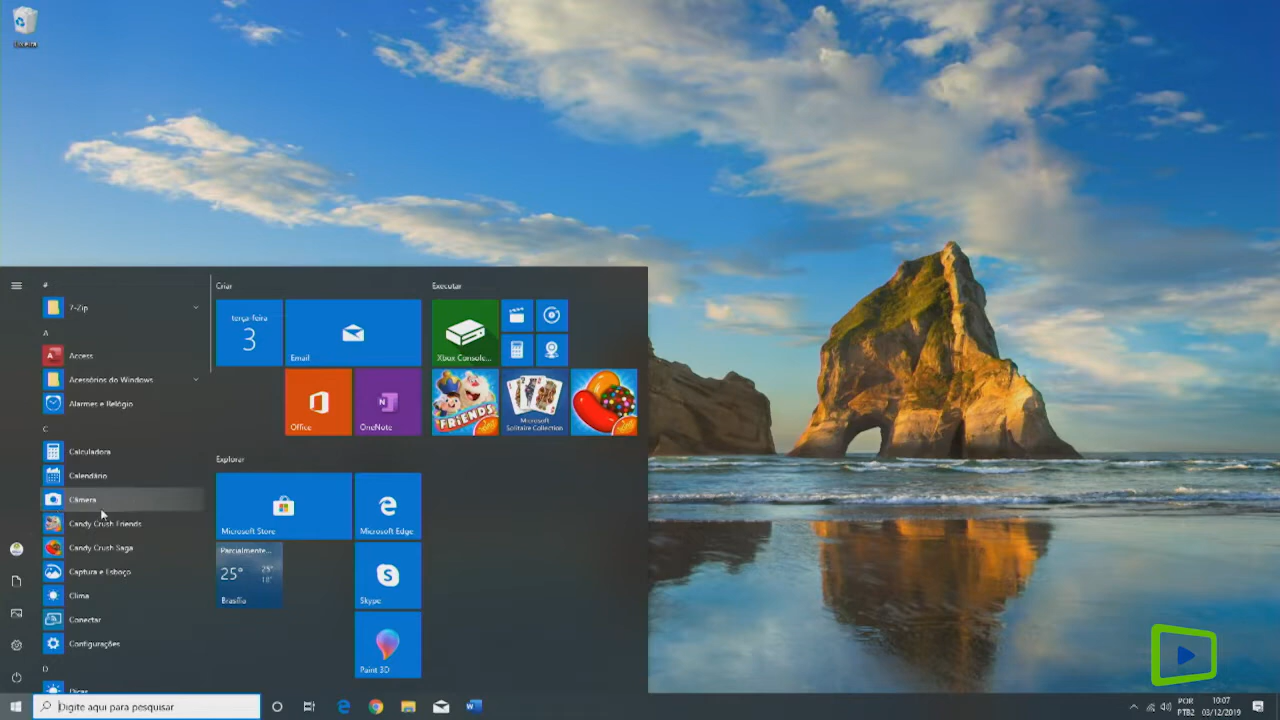 Lixeira
#
7-Zip
A
Access
Acessórios do Windows
Alarmes e Relógio
C
Calculadora
Calendário
Câmera
Candy Crush Friends
Candy Crush Saga
Captura e Esboço
Clima
Conectar
Configurações
D
Dicas
Criar
terça-feira
3
Email
Office
OneNote
Explorar
Microsoft Store
Microsoft Edge
Parcialmente...
25°
29°
18°
Brasília
Skype
Paint 3D
Executar
Xbox Console...
FRIENDS
Microsoft
Solitaire Collection
Digite aqui para pesquisar
POR
PTB2
10:07
03/12/2019